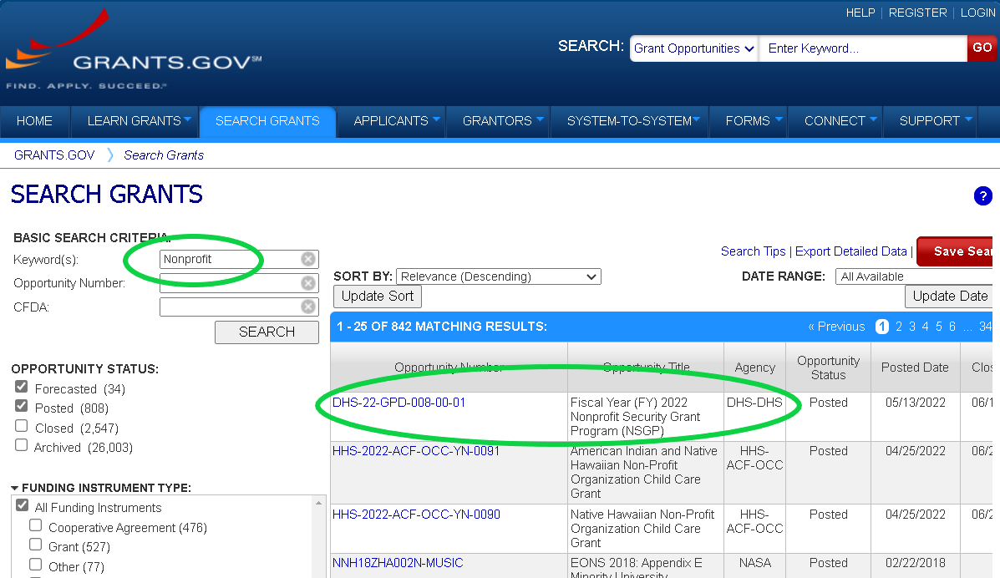 HELP | REGISTER | LOGIN
GRANTS.GOV℠
FIND. APPLY. SUCCEED.℠
SEARCH: Grant Opportunities Enter Keyword... GO
HOME LEARN GRANTS SEARCH GRANTS APPLICANTS GRANTORS SYSTEM-TO-SYSTEM FORMS CONNECT SUPPORT
GRANTS.GOV 〉 Search Grants
SEARCH GRANTS
?
BASIC SEARCH CRITERIA:
Keyword(s): Nonprofit
Opportunity Number:
CFDA:
SEARCH
OPPORTUNITY STATUS:
Forecasted (34)
Posted (808)
Closed (2,547)
Archived (26,003)
FUNDING INSTRUMENT TYPE:
All Funding Instruments
Cooperative Agreement (476)
Grant (527)
Other (77)
Search Tips | Export Detailed Data | Save Sear
SORT BY: Relevance (Descending) DATE RANGE: All Available
Update Sort Update Date
1 - 25 OF 842 MATCHING RESULTS: « Previous 1 2 3 4 5 6 ... 34
Opportunity Number Opportunity Title Agency Opportunity Status Posted Date Clos
DHS-22-GPD-008-00-01 Fiscal Year (FY) 2022 DHS-DHS Posted 05/13/2022 06/1
Nonprofit Security Grant
Program (NSGP)
HHS-2022-ACF-OCC-YN-0091 American Indian and Native HHS- Posted 04/25/2022 06/2
Hawaiian Non-Profit ACF-OCC
Organization Child Care
Grant
HHS-2022-ACF-OCC-YN-0090 Native Hawaiian Non-Profit HHS- Posted 04/25/2022 06/2
Organization Child Care ACF-OCC
Grant
NNH18ZHA002N-MUSIC EONS 2018: Appendix E NASA Posted 02/22/2018
Minority University